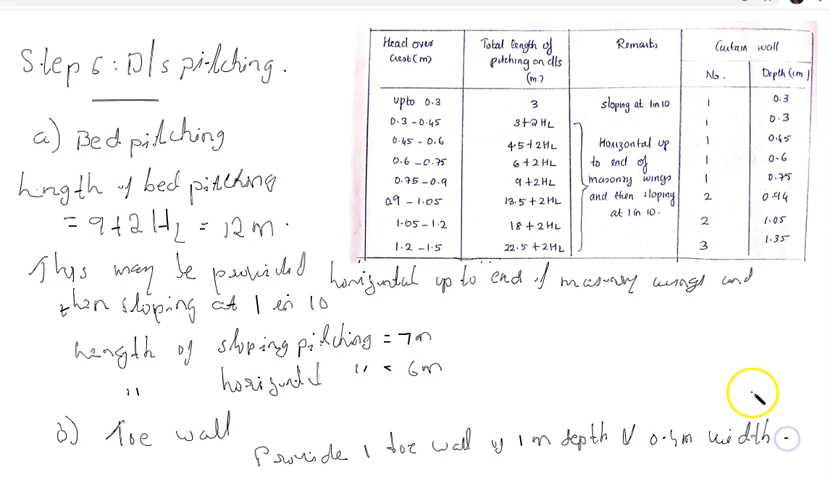 Step 6: D/s pitching.
a) Bed pitching
Length of bed pitching
= 9+2HL = 12m.
Head over Crest (m) | Total length of pitching on d/s (m) | Remarks | Curtain wall
No. | Depth (m)
upto 0.3 | 3 | sloping at 1 in 10 | 1 | 0.3
0.3 - 0.45 | 3+2HL | 1 | 0.3
0.45 - 0.6 | 4.5+2HL | Horizontal up | 1 | 0.45
0.6 - 0.75 | 6+2HL | to end of | 1 | 0.6
0.75 - 0.9 | 9+2HL | masonry wings | 1 | 0.75
0.9 - 1.05 | 13.5+2HL | and then sloping | 2 | 0.94
1.05 - 1.2 | 18+2HL | at 1 in 10. | 2 | 1.05
1.2 - 1.5 | 22.5+2HL | 3 | 1.35
This may be provided horizontal up to end of masonry wings and
then sloping at 1 in 10
Length of sloping pitching = 7m
" horizontal " = 6m
b) Toe wall
Provide 1 toe wall of 1m depth & 0.4m width